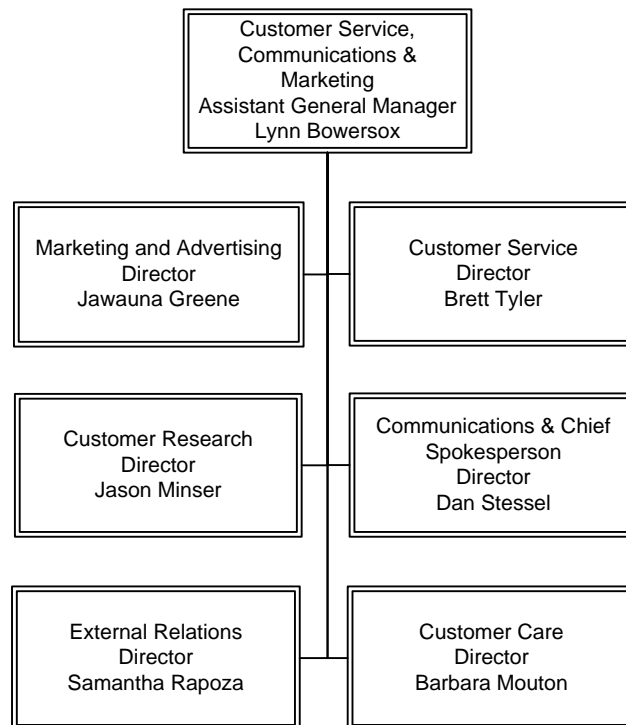 Customer Service,
Communications &
Marketing
Assistant General Manager
Lynn Bowersox
Marketing and Advertising
Director
Jawauna Greene
Customer Service
Director
Brett Tyler
Customer Research
Director
Jason Minser
Communications & Chief
Spokesperson
Director
Dan Stessel
External Relations
Director
Samantha Rapoza
Customer Care
Director
Barbara Mouton